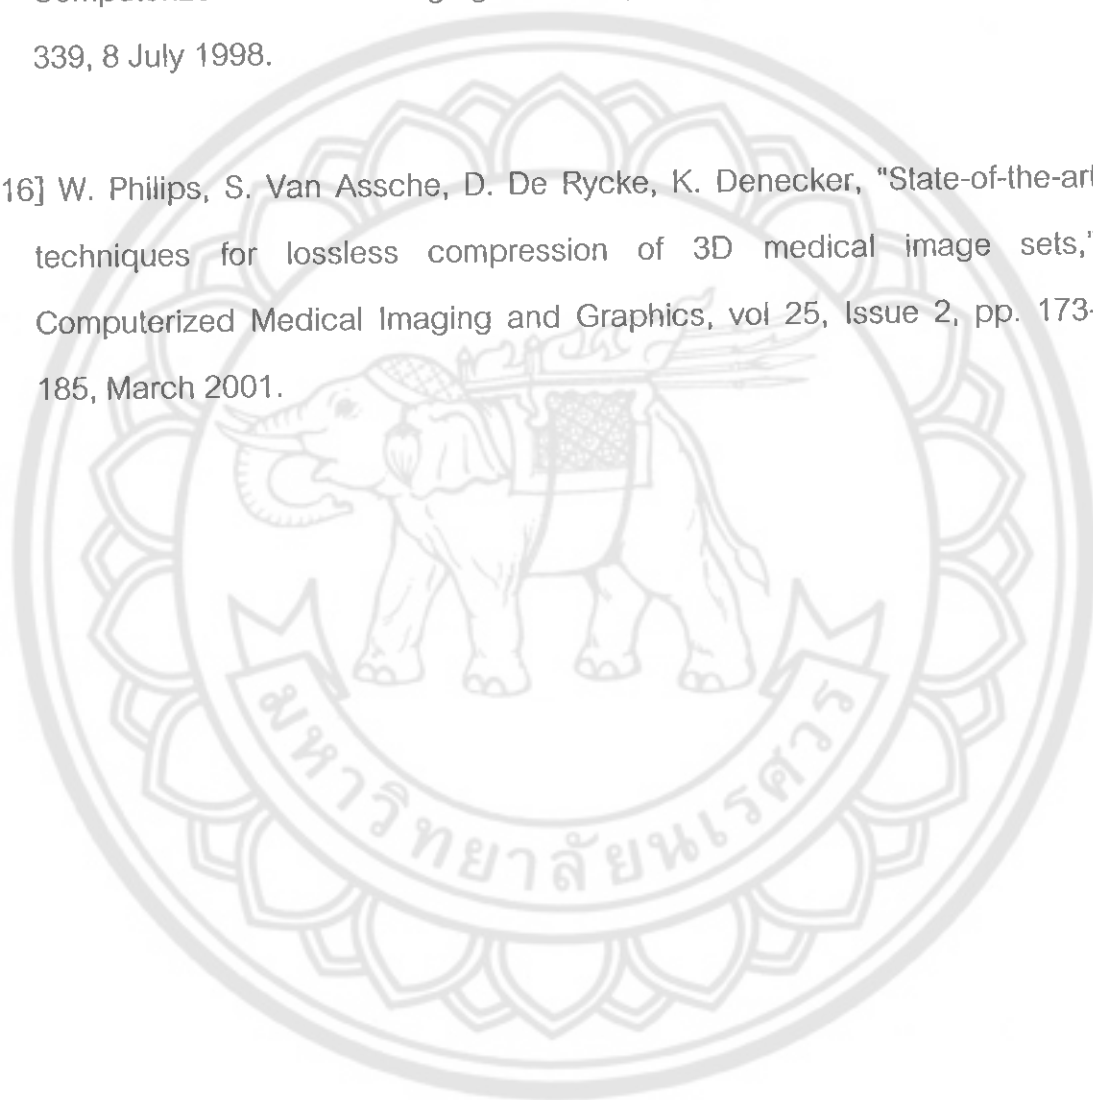 339, 8 July 1998.
16] W. Philips, S. Van Assche, D. De Rycke, K. Denecker, "State-of-the-art
techniques for lossless compression of 3D medical image sets,"
Computerized Medical Imaging and Graphics, vol 25, Issue 2, pp. 173-
185, March 2001.
มหาวิทยาลัยนเรศวร